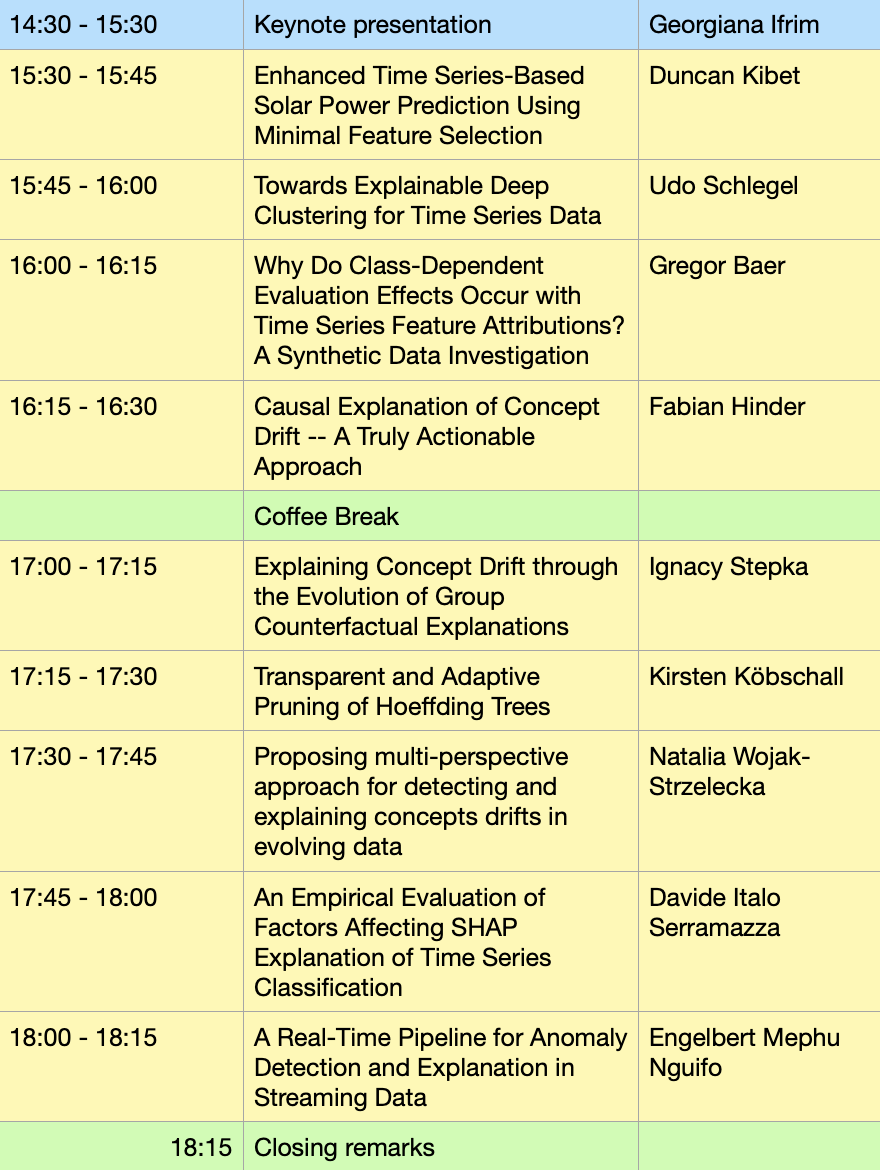 14:30 - 15:30 Keynote presentation Georgiana Ifrim
15:30 - 15:45 Enhanced Time Series-Based Duncan Kibet
Solar Power Prediction Using
Minimal Feature Selection
15:45 - 16:00 Towards Explainable Deep Udo Schlegel
Clustering for Time Series Data
16:00 - 16:15 Why Do Class-Dependent Gregor Baer
Evaluation Effects Occur with
Time Series Feature Attributions?
A Synthetic Data Investigation
16:15 - 16:30 Causal Explanation of Concept Fabian Hinder
Drift -- A Truly Actionable
Approach
Coffee Break
17:00 - 17:15 Explaining Concept Drift through Ignacy Stepka
the Evolution of Group
Counterfactual Explanations
17:15 - 17:30 Transparent and Adaptive Kirsten Köbschall
Pruning of Hoeffding Trees
17:30 - 17:45 Proposing multi-perspective Natalia Wojak-
approach for detecting and Strzelecka
explaining concepts drifts in
evolving data
17:45 - 18:00 An Empirical Evaluation of Davide Italo
Factors Affecting SHAP Serramazza
Explanation of Time Series
Classification
18:00 - 18:15 A Real-Time Pipeline for Anomaly Engelbert Mephu
Detection and Explanation in Nguifo
Streaming Data
18:15 Closing remarks